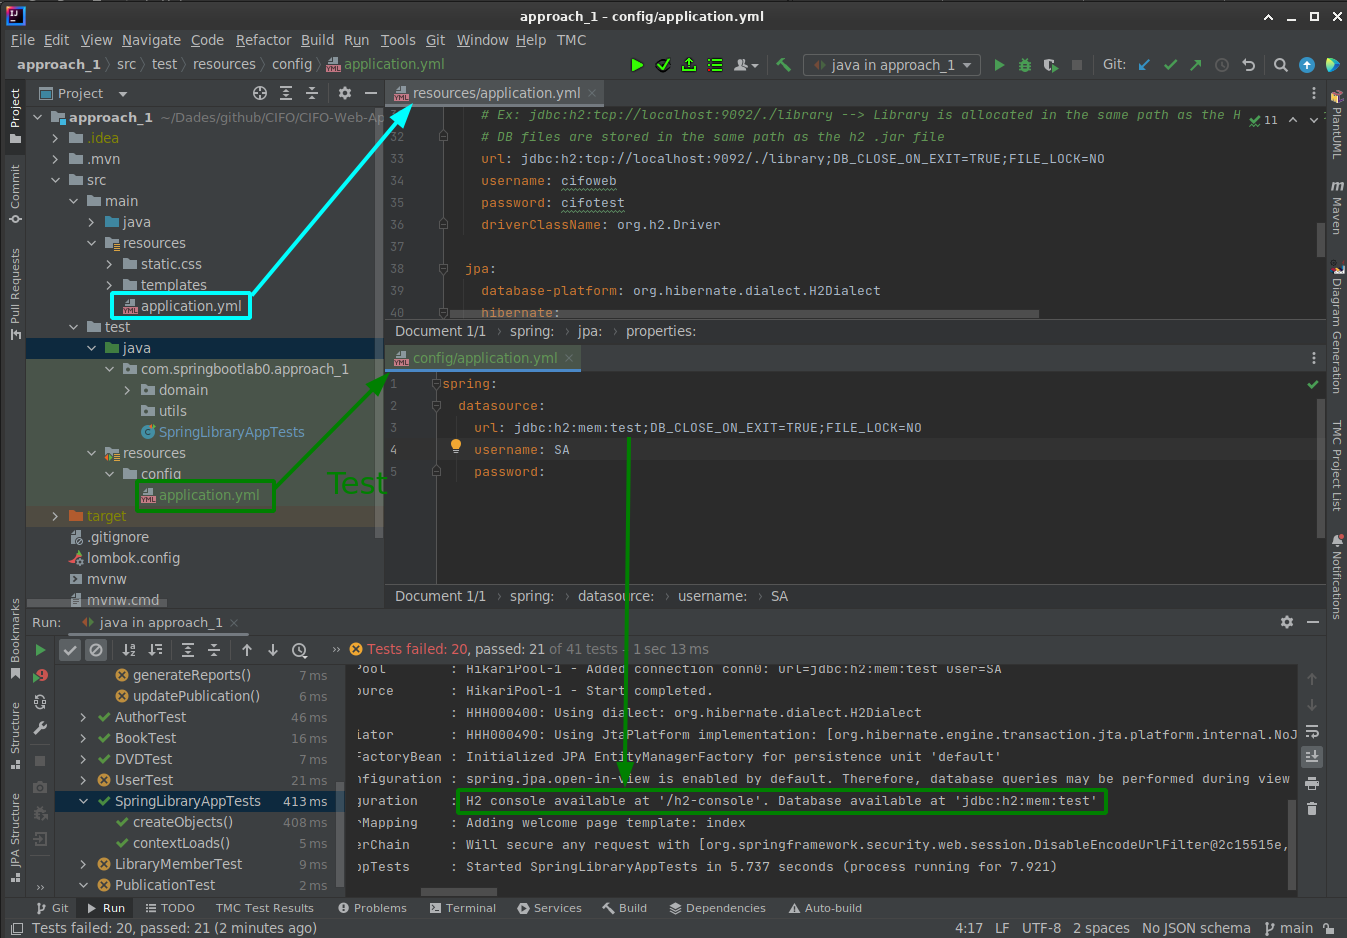 approach_1 – config/application.yml
File Edit View Navigate Code Refactor Build Run Tools Git Window Help TMC
approach_1 src test resources config application.yml
java in approach_1
Git:
Project
resources/application.yml
approach_1 ~/Dades/github/CIFO/CIFO-Web-Ap
.idea
.mvn
src
main
java
resources
static.css
templates
application.yml
test
java
com.springbootlab0.approach_1
domain
utils
SpringLibraryAppTests
resources
config
application.yml
Test
target
.gitignore
lombok.config
mvnw
mvnw.cmd
# Ex: jdbc:h2:tcp://localhost:9092/./library --> Library is allocated in the same path as the H
11
32 # DB files are stored in the same path as the h2 .jar file
33 url: jdbc:h2:tcp://localhost:9092/./library;DB_CLOSE_ON_EXIT=TRUE;FILE_LOCK=NO
34 username: cifoweb
35 password: cifotest
36 driverClassName: org.h2.Driver
37
38 jpa:
39 database-platform: org.hibernate.dialect.H2Dialect
40 hibernate:
Document 1/1 spring: jpa: properties:
config/application.yml
1 spring:
2 datasource:
3 url: jdbc:h2:mem:test;DB_CLOSE_ON_EXIT=TRUE;FILE_LOCK=NO
4 username: SA
5 password:
Document 1/1 spring: datasource: username: SA
Project
Commit
Pull Requests
Bookmarks
Structure
JPA Structure
PlantUML
Maven
Diagram Generation
TMC Project List
Notifications
Run: java in approach_1
Tests failed: 20, passed: 21 of 41 tests – 1 sec 13 ms
generateReports() 7 ms
updatePublication() 6 ms
AuthorTest 46 ms
BookTest 16 ms
DVDTest 7 ms
UserTest 21 ms
SpringLibraryAppTests 413 ms
createObjects() 408 ms
contextLoads() 5 ms
LibraryMemberTest 9 ms
PublicationTest 2 ms
Pool : HikariPool-1 - Added connection conn0: url=jdbc:h2:mem:test user=SA
ource : HikariPool-1 - Start completed.
: HHH000400: Using dialect: org.hibernate.dialect.H2Dialect
iator : HHH000490: Using JtaPlatform implementation: [org.hibernate.engine.transaction.jta.platform.internal.NoJ
FactoryBean : Initialized JPA EntityManagerFactory for persistence unit 'default'
nfiguration : spring.jpa.open-in-view is enabled by default. Therefore, database queries may be performed during view
guration : H2 console available at '/h2-console'. Database available at 'jdbc:h2:mem:test'
rMapping : Adding welcome page template: index
erChain : Will secure any request with [org.springframework.security.web.session.DisableEncodeUrlFilter@2c15515e,
ppTests : Started SpringLibraryAppTests in 5.737 seconds (process running for 7.921)
Git Run TODO TMC Test Results Problems Terminal Services Build Dependencies Auto-build
Tests failed: 20, passed: 21 (2 minutes ago) 4:17 LF UTF-8 2 spaces No JSON schema main